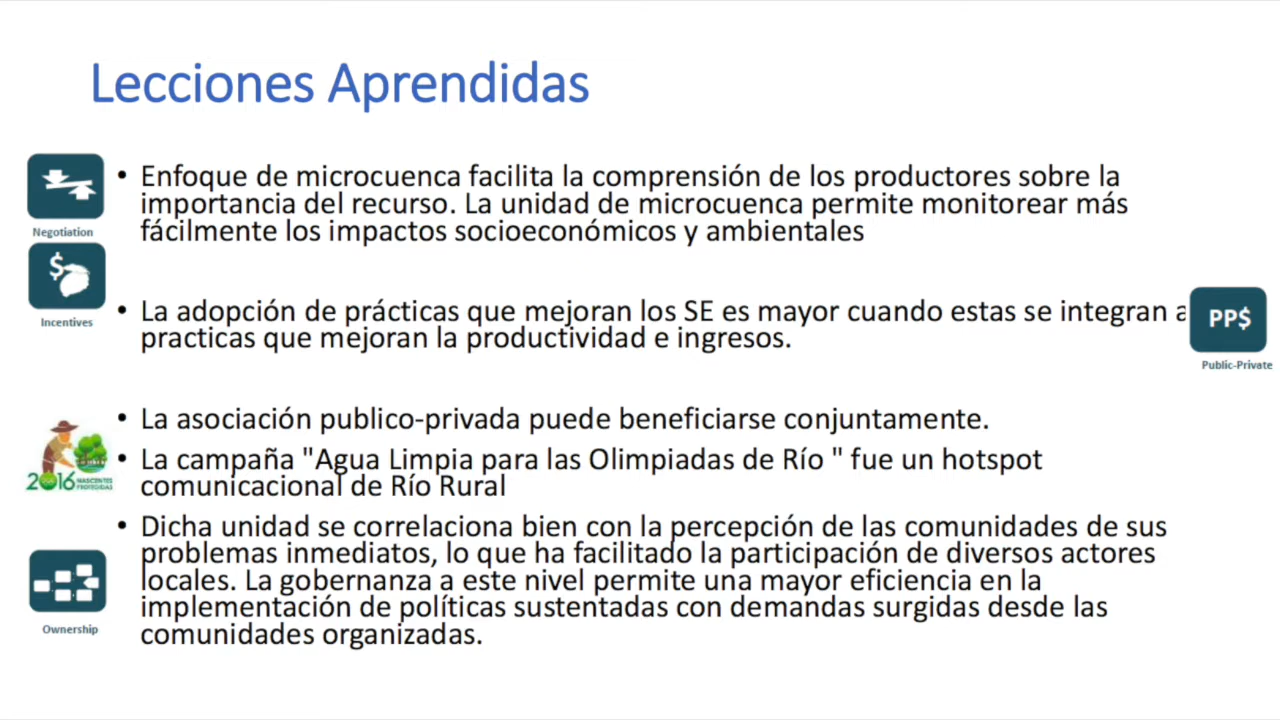 Lecciones Aprendidas
Negotiation
• Enfoque de microcuenca facilita la comprensión de los productores sobre la
importancia del recurso. La unidad de microcuenca permite monitorear más
fácilmente los impactos socioeconómicos y ambientales
Incentives
• La adopción de prácticas que mejoran los SE es mayor cuando estas se integran a
practicas que mejoran la productividad e ingresos.
PP$
Public-Private
• La asociación publico-privada puede beneficiarse conjuntamente.
• La campaña "Agua Limpia para las Olimpiadas de Río " fue un hotspot
comunicacional de Río Rural
2016 NASCENTES
PROTEGIDAS
• Dicha unidad se correlaciona bien con la percepción de las comunidades de sus
problemas inmediatos, lo que ha facilitado la participación de diversos actores
locales. La gobernanza a este nivel permite una mayor eficiencia en la
implementación de políticas sustentadas con demandas surgidas desde las
comunidades organizadas.
Ownership